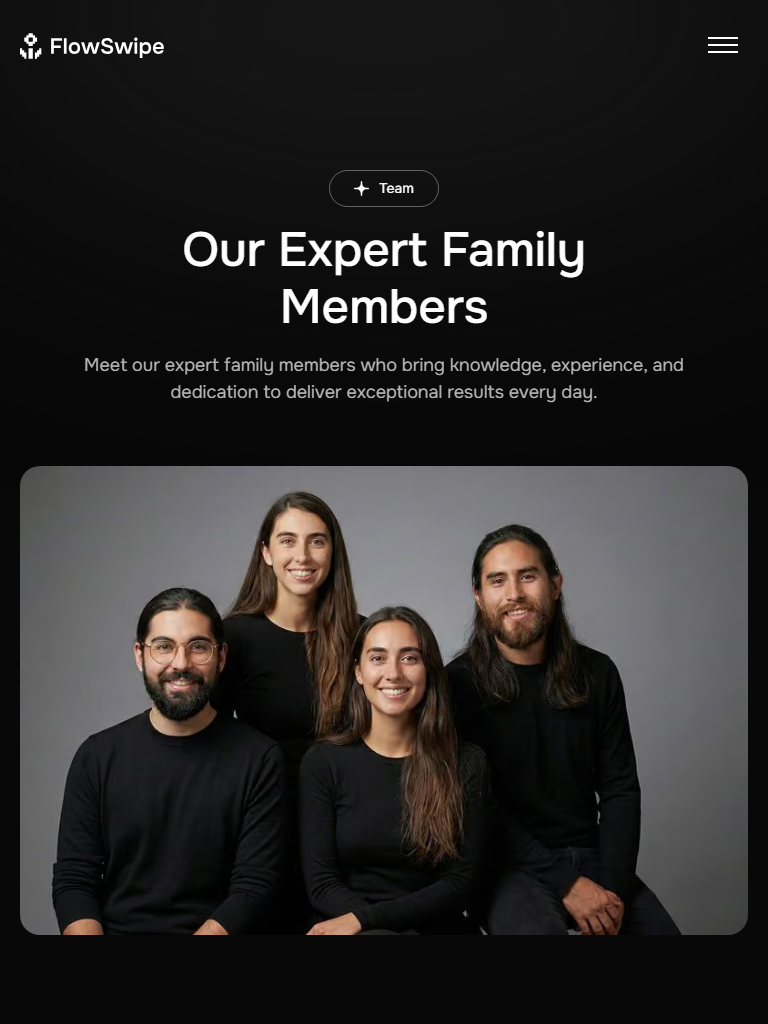 FlowSwipe
Team
Our Expert Family
Members
Meet our expert family members who bring knowledge, experience, and
dedication to deliver exceptional results every day.